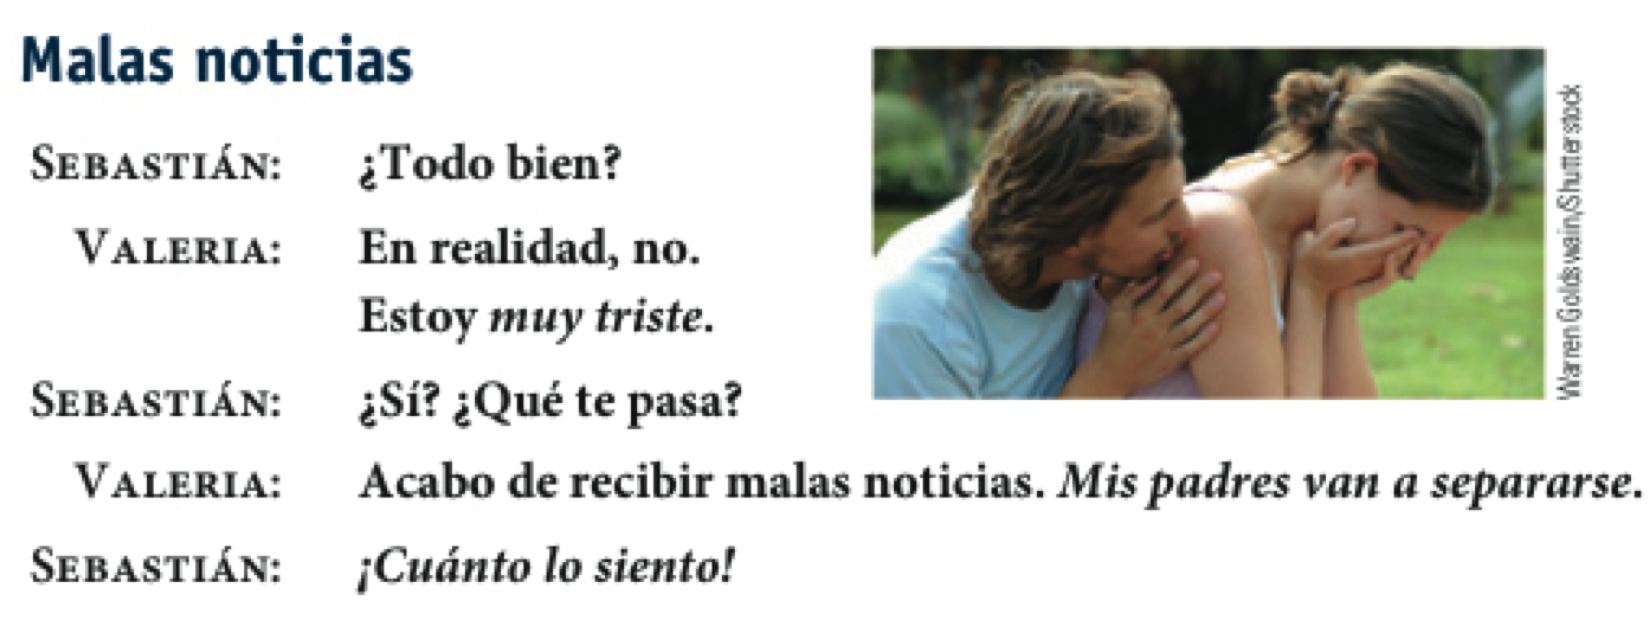 Malas noticias
SEBASTIÁN: ¿Todo bien?
VALERIA: En realidad, no.
Estoy muy triste.
SEBASTIÁN: ¿Sí? ¿Qué te pasa?
VALERIA: Acabo de recibir malas noticias. Mis padres van a separarse.
SEBASTIÁN: ¡Cuánto lo siento!
Warren Goldswain/Shutterstock